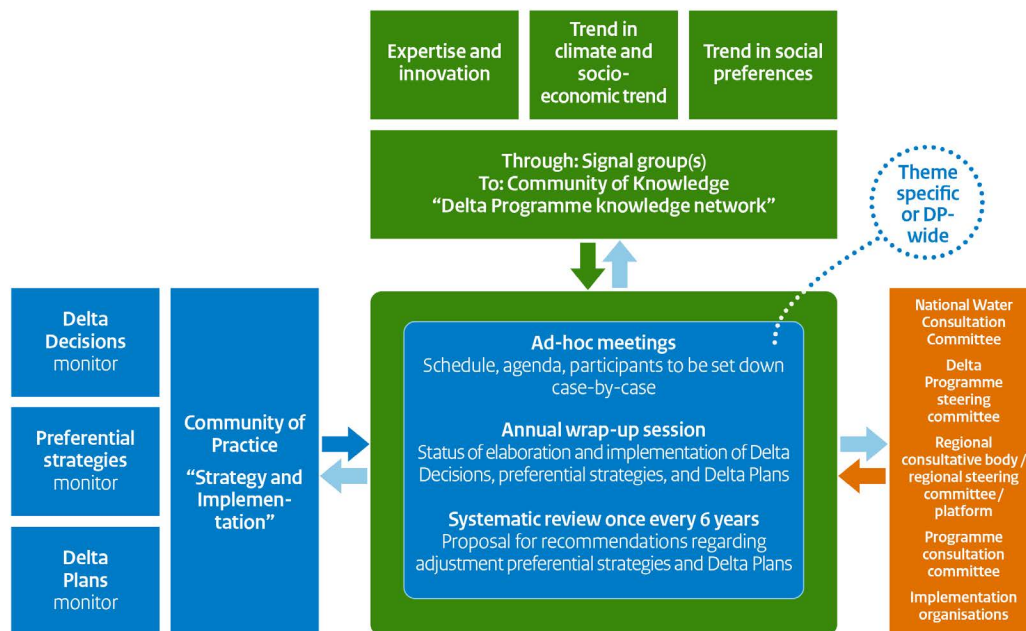 Expertise and
innovation
Trend in
climate and
socio-
economic trend
Trend in social
preferences
Through: Signal group(s)
To: Community of Knowledge
“Delta Programme knowledge network”
Theme
specific
or DP-
wide
Delta
Decisions
monitor
Preferential
strategies
monitor
Delta
Plans
monitor
Community of
Practice
“Strategy and
Implemen-
tation”
Ad-hoc meetings
Schedule, agenda, participants to be set down
case-by-case
Annual wrap-up session
Status of elaboration and implementation of Delta
Decisions, preferential strategies, and Delta Plans
Systematic review once every 6 years
Proposal for recommendations regarding
adjustment preferential strategies and Delta Plans
National Water
Consultation
Committee
Delta
Programme
steering
committee
Regional
consultative body /
regional steering
committee /
platform
Programme
consultation
committee
Implementation
organisations